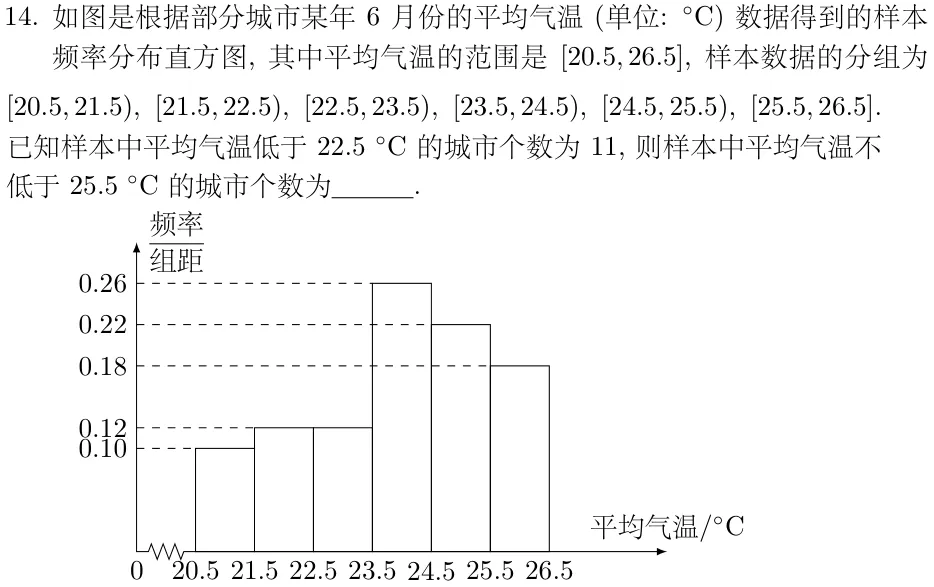 14. 如图是根据部分城市某年 6 月份的平均气温 (单位: °C) 数据得到的样本
频率分布直方图, 其中平均气温的范围是 [20.5, 26.5], 样本数据的分组为
[20.5, 21.5), [21.5, 22.5), [22.5, 23.5), [23.5, 24.5), [24.5, 25.5), [25.5, 26.5].
已知样本中平均气温低于 22.5 °C 的城市个数为 11, 则样本中平均气温不
低于 25.5 °C 的城市个数为______.
频率
组距
0.26
0.22
0.18
0.12
0.10
平均气温/°C
0 20.5 21.5 22.5 23.5 24.5 25.5 26.5